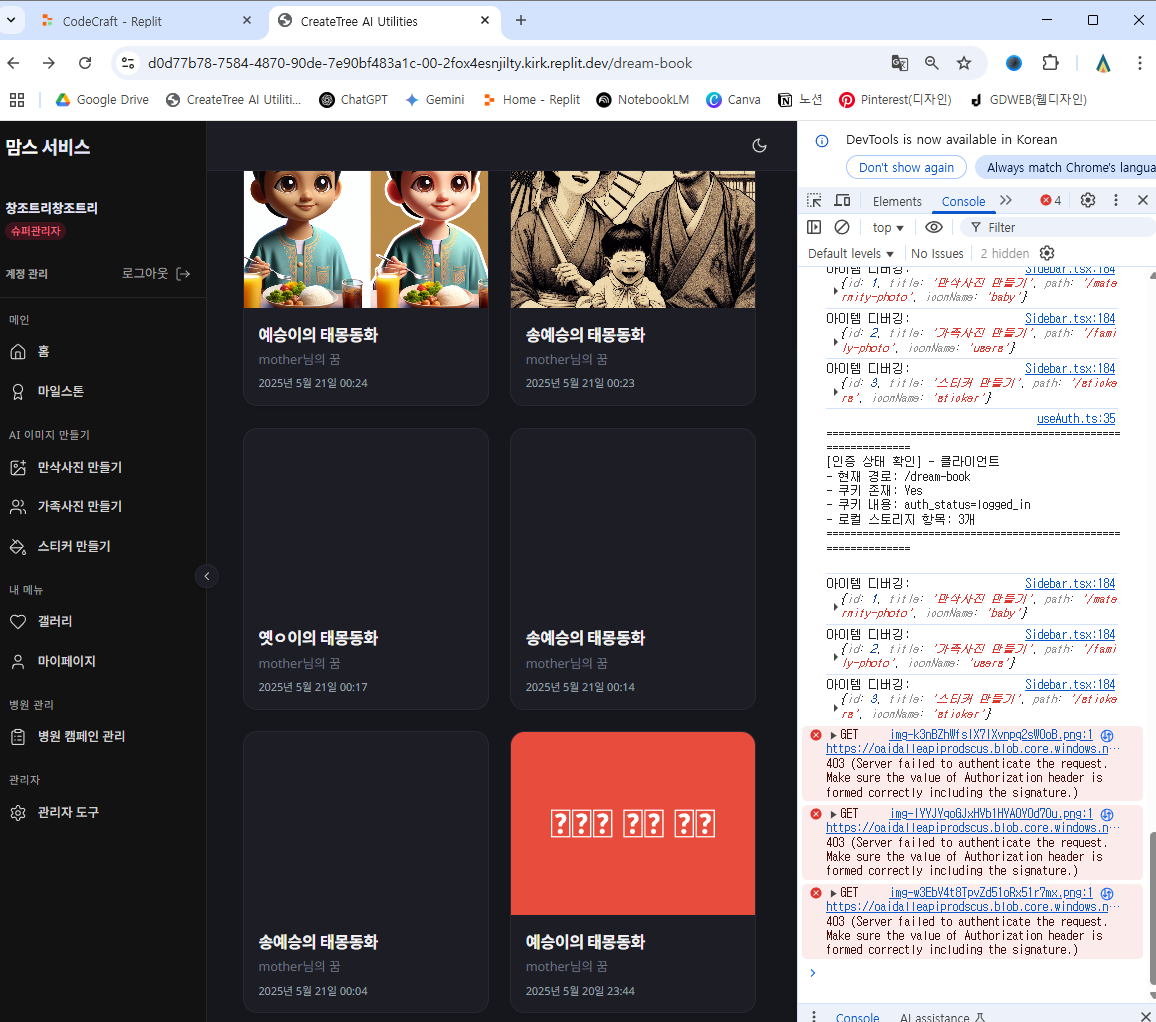 CodeCraft - Replit
CreateTree AI Utilities
d0d77b78-7584-4870-90de-7e90bf483a1c-00-2fox4esnjilty.kirk.replit.dev/dream-book
Google Drive
CreateTree AI Utiliti...
ChatGPT
Gemini
Home - Replit
NotebookLM
Canva
노션
Pinterest(디자인)
GDWEB(웹디자인)
맘스 서비스
창조트리창조트리
슈퍼관리자
계정 관리
로그아웃
메인
홈
마일스톤
AI 이미지 만들기
만삭사진 만들기
가족사진 만들기
스티커 만들기
내 메뉴
갤러리
마이페이지
병원 관리
병원 캠페인 관리
관리자
관리자 도구
예승이의 태몽동화
mother님의 꿈
2025년 5월 21일 00:24
송예승의 태몽동화
mother님의 꿈
2025년 5월 21일 00:23
옛ㅇ이의 태몽동화
mother님의 꿈
2025년 5월 21일 00:17
송예승의 태몽동화
mother님의 꿈
2025년 5월 21일 00:14
송예승의 태몽동화
mother님의 꿈
2025년 5월 21일 00:04
예승이의 태몽동화
mother님의 꿈
2025년 5월 20일 23:44
DevTools is now available in Korean
Don't show again
Always match Chrome's langua
Elements
Console
4
top
Filter
Default levels
No Issues
2 hidden
아이템 디버깅:
Sidebar.tsx:184
{id: 1, title: '만삭사진 만들기', path: '/mate
rnity-photo', iconName: 'baby'}
아이템 디버깅:
Sidebar.tsx:184
{id: 2, title: '가족사진 만들기', path: '/fami
ly-photo', iconName: 'users'}
아이템 디버깅:
Sidebar.tsx:184
{id: 3, title: '스티커 만들기', path: '/sticke
rs', iconName: 'sticker'}
useAuth.ts:35
[인증 상태 확인] - 클라이언트
- 현재 경로: /dream-book
- 쿠키 존재: Yes
- 쿠키 내용: auth_status=logged_in
- 로컬 스토리지 항목: 3개
아이템 디버깅:
Sidebar.tsx:184
{id: 1, title: '만삭사진 만들기', path: '/mate
rnity-photo', iconName: 'baby'}
아이템 디버깅:
Sidebar.tsx:184
{id: 2, title: '가족사진 만들기', path: '/fami
ly-photo', iconName: 'users'}
아이템 디버깅:
Sidebar.tsx:184
{id: 3, title: '스티커 만들기', path: '/sticke
rs', iconName: 'sticker'}
GET
https://oaidalleapiprodscus.blob.core.windows.n…
403 (Server failed to authenticate the request.
Make sure the value of Authorization header is
formed correctly including the signature.)
GET
https://oaidalleapiprodscus.blob.core.windows.n…
403 (Server failed to authenticate the request.
Make sure the value of Authorization header is
formed correctly including the signature.)
GET
https://oaidalleapiprodscus.blob.core.windows.n…
403 (Server failed to authenticate the request.
Make sure the value of Authorization header is
formed correctly including the signature.)
Console
AI assistance